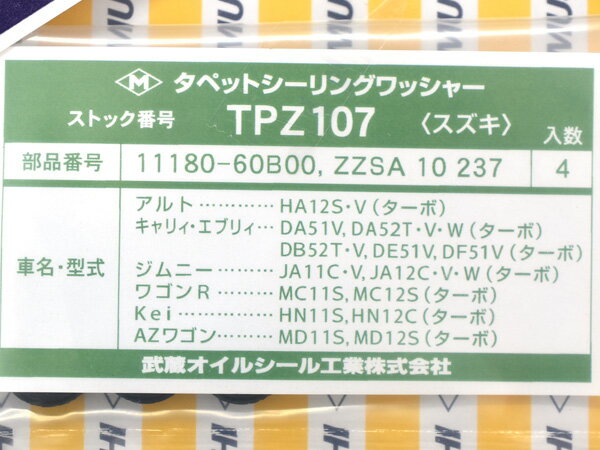 M タペットシーリングワッシャー
ストック番号 TPZ107 〈スズキ〉 入数
部品番号 11180-60B00, ZZSA 10 237 4
車名・型式
アルト………… HA12S・V(ターボ)
キャリィ・エブリィ…… DA51V, DA52T・V・W(ターボ)
DB52T・V, DE51V, DF51V(ターボ)
ジムニー……… JA11C・V, JA12C・V・W(ターボ)
ワゴンR……… MC11S, MC12S(ターボ)
Kei………… HN11S, HN12C(ターボ)
AZワゴン……… MD11S, MD12S(ターボ)
武蔵オイルシール工業株式会社